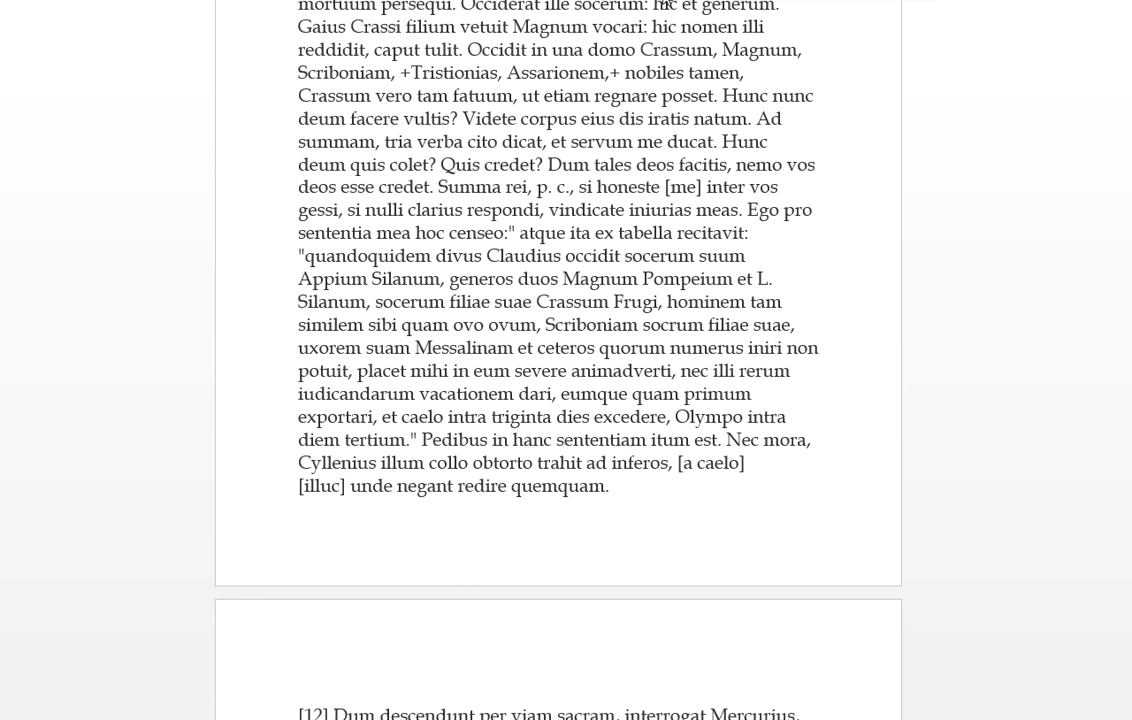 mortuum persequi. Occiderat ille socerum: hic et generum.
Gaius Crassi filium vetuit Magnum vocari: hic nomen illi
reddidit, caput tulit. Occidit in una domo Crassum, Magnum,
Scriboniam, +Tristionias, Assarionem,+ nobiles tamen,
Crassum vero tam fatuum, ut etiam regnare posset. Hunc nunc
deum facere vultis? Videte corpus eius dis iratis natum. Ad
summam, tria verba cito dicat, et servum me ducat. Hunc
deum quis colet? Quis credet? Dum tales deos facitis, nemo vos
deos esse credet. Summa rei, p. c., si honeste [me] inter vos
gessi, si nulli clarius respondi, vindicate iniurias meas. Ego pro
sententia mea hoc censeo:" atque ita ex tabella recitavit:
"quandoquidem divus Claudius occidit socerum suum
Appium Silanum, generos duos Magnum Pompeium et L.
Silanum, socerum filiae suae Crassum Frugi, hominem tam
similem sibi quam ovo ovum, Scriboniam socrum filiae suae,
uxorem suam Messalinam et ceteros quorum numerus iniri non
potuit, placet mihi in eum severe animadverti, nec illi rerum
iudicandarum vacationem dari, eumque quam primum
exportari, et caelo intra triginta dies excedere, Olympo intra
diem tertium." Pedibus in hanc sententiam itum est. Nec mora,
Cyllenius illum collo obtorto trahit ad inferos, [a caelo]
[illuc] unde negant redire quemquam.
[12] Dum descendunt per viam sacram, interrogat Mercurius,